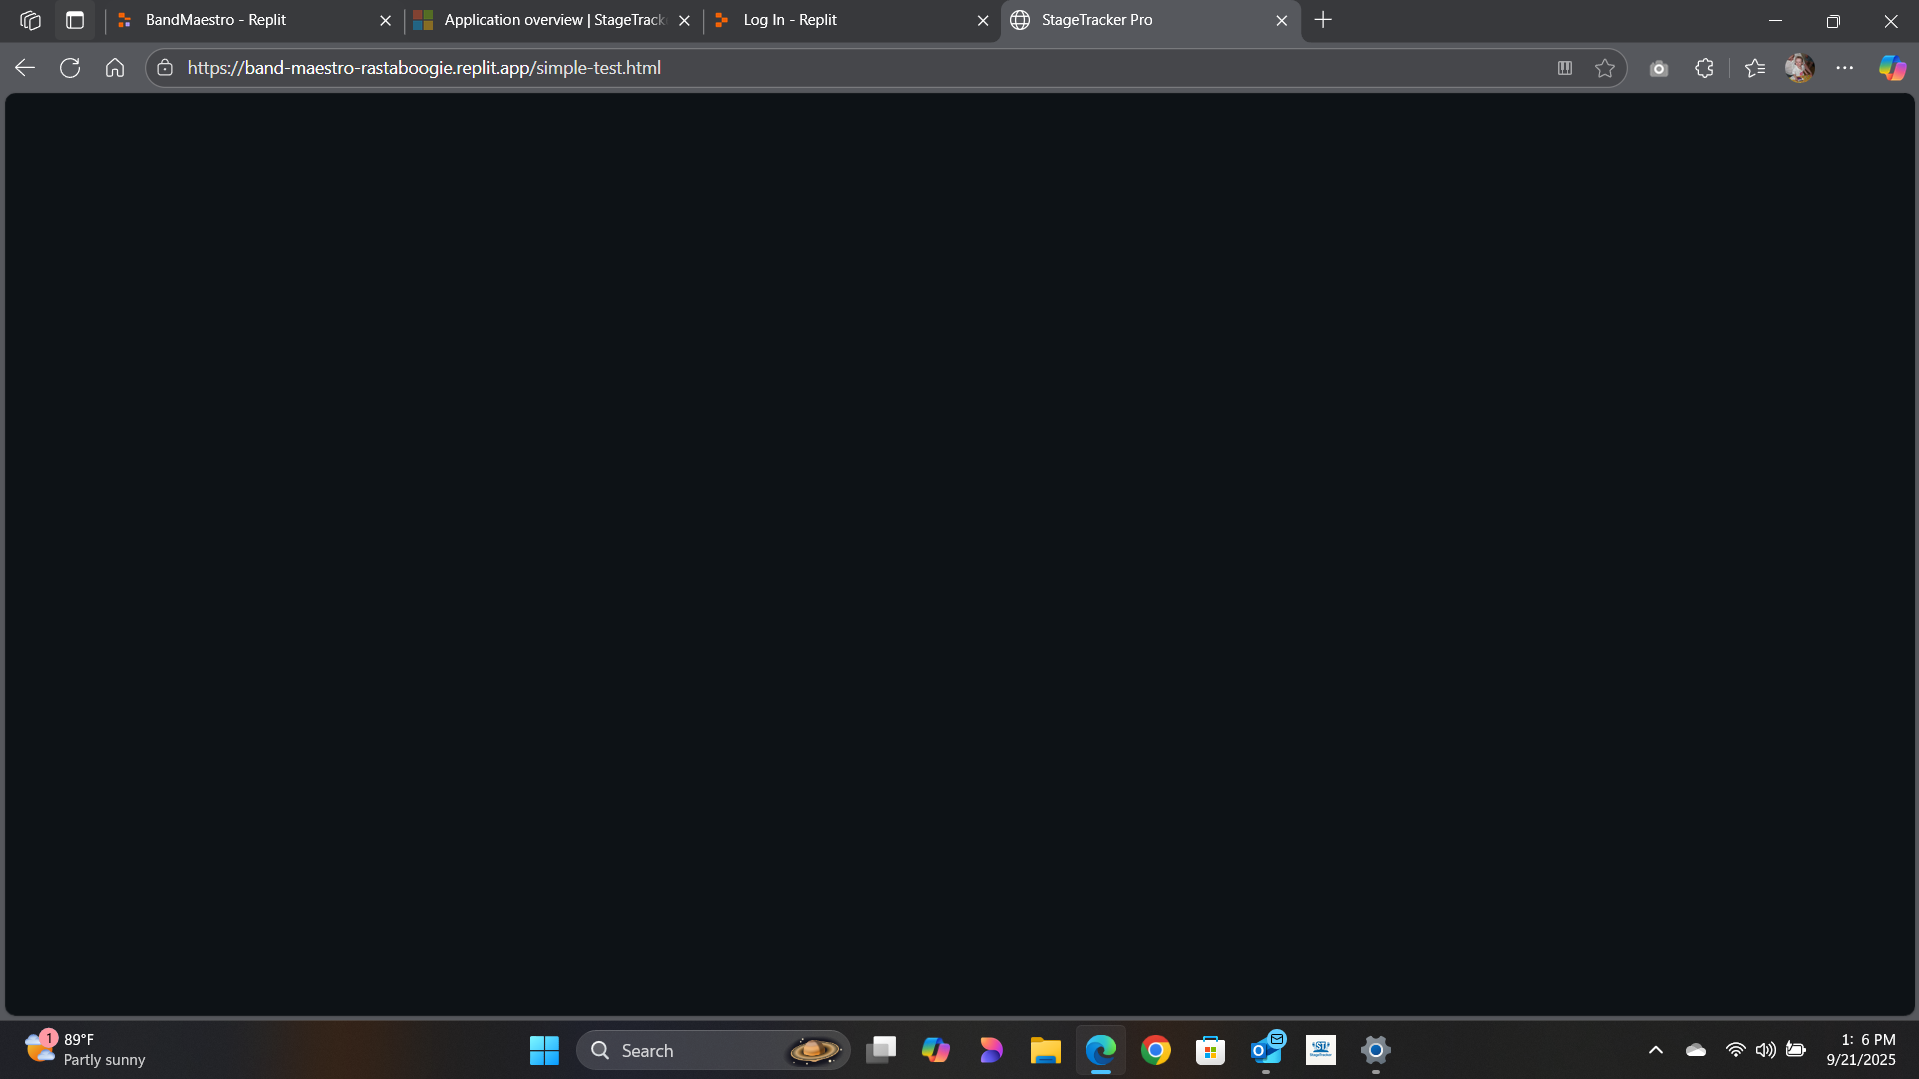 BandMaestro - Replit
Application overview | StageTrack
Log In - Replit
StageTracker Pro
https://band-maestro-rastaboogie.replit.app/simple-test.html
1
89°F
Partly sunny
Search
StageTracker
1: 6 PM
9/21/2025